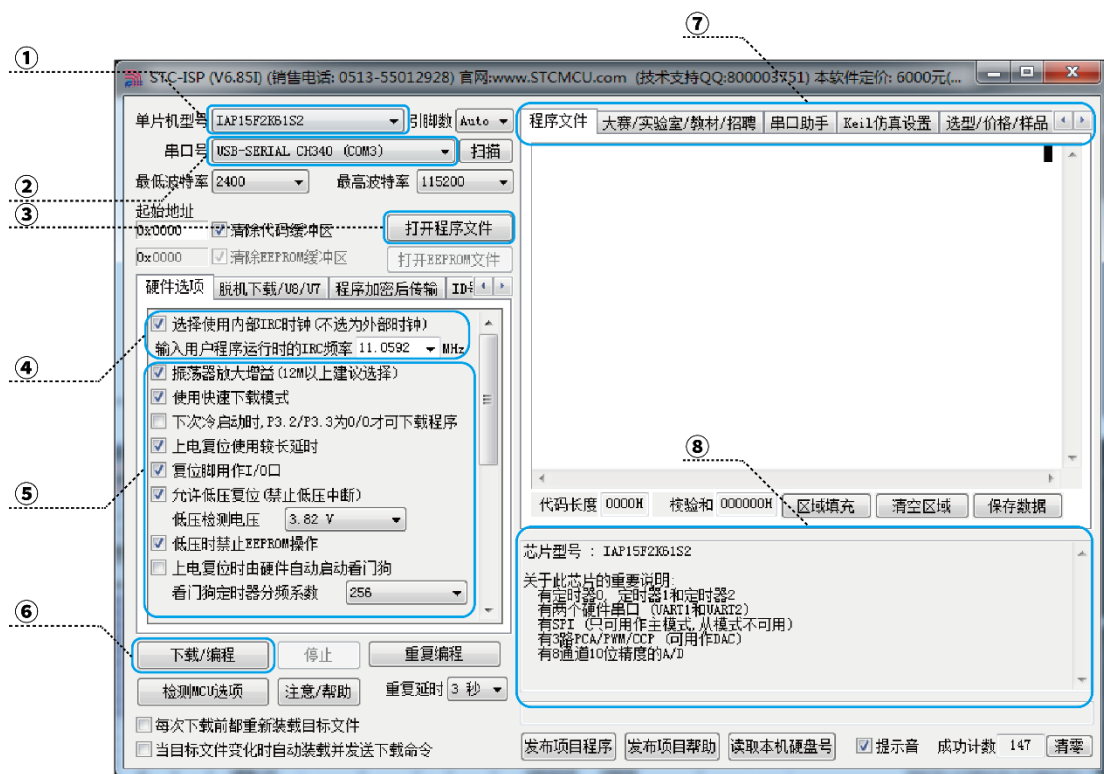 ⑦
①
STC-ISP (V6.85I) (销售电话: 0513-55012928) 官网:www.STCMCU.com (技术支持QQ:800003751) 本软件定价: 6000元(...
单片机型号 IAP15F2K61S2 引脚数 Auto
程序文件 大赛/实验室/教材/招聘 串口助手 Keil仿真设置 选型/价格/样品
串口号 USB-SERIAL CH340 (COM3) 扫描
②
最低波特率 2400 最高波特率 115200
③
起始地址
0x0000 清除代码缓冲区 打开程序文件
0x0000 清除EEPROM缓冲区 打开EEPROM文件
硬件选项 脱机下载/U8/U7 程序加密后传输
选择使用内部IRC时钟(不选为外部时钟)
输入用户程序运行时的IRC频率 11.0592 MHz
④
振荡器放大增益(12M以上建议选择)
使用快速下载模式
下次冷启动时,P3.2/P3.3为0/0才可下载程序
上电复位使用较长延时
复位脚用作I/O口
⑤
允许低压复位(禁止低压中断)
低压检测电压 3.82 V
低压时禁止EEPROM操作
上电复位时由硬件自动启动看门狗
看门狗定时器分频系数 256
⑧
代码长度 0000H 校验和 000000H 区域填充 清空区域 保存数据
芯片型号 : IAP15F2K61S2
关于此芯片的重要说明:
有定时器0, 定时器1和定时器2
有两个硬件串口 (UART1和UART2)
有SPI (只可用作主模式,从模式不可用)
有3路PCA/PWM/CCP (可用作DAC)
有8通道10位精度的A/D
⑥
下载/编程 停止 重复编程
检测MCU选项 注意/帮助 重复延时 3 秒
每次下载前都重新装载目标文件
当目标文件变化时自动装载并发送下载命令
发布项目程序 发布项目帮助 读取本机硬盘号 提示音 成功计数 147 清零